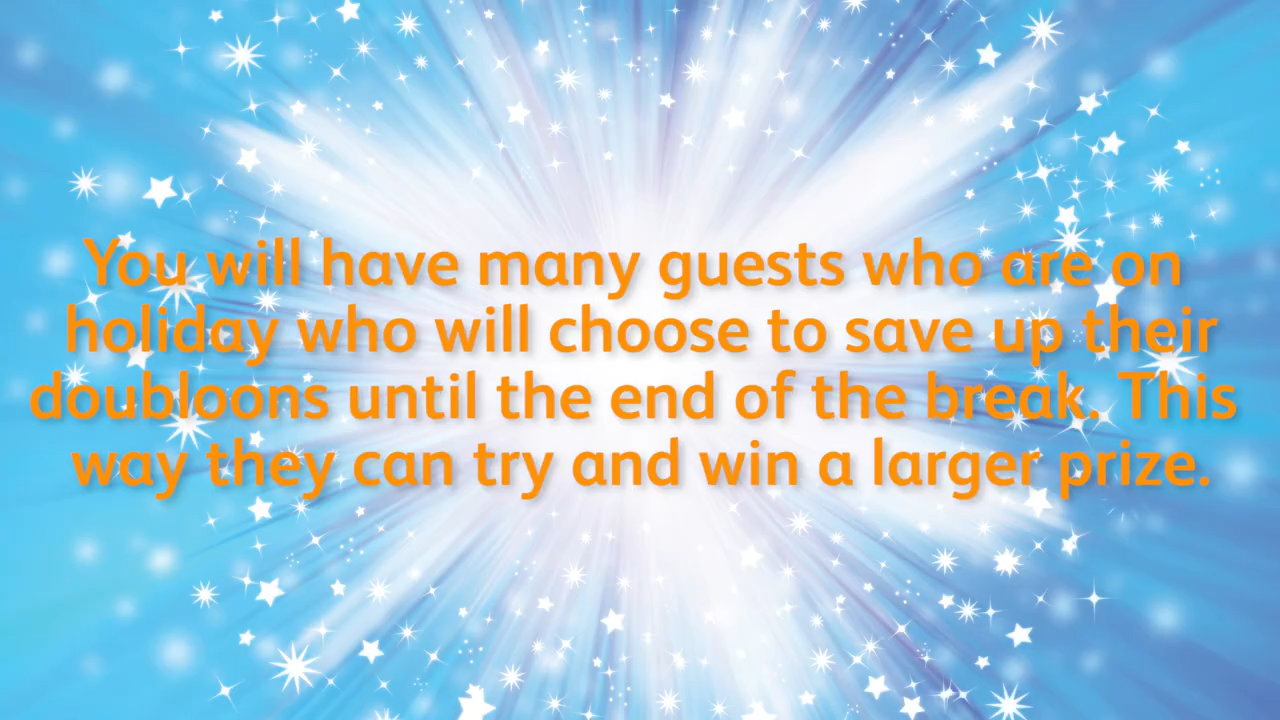 You will have many guests who are on
holiday who will choose to save up their
doubloons until the end of the break. This
way they can try and win a larger prize.